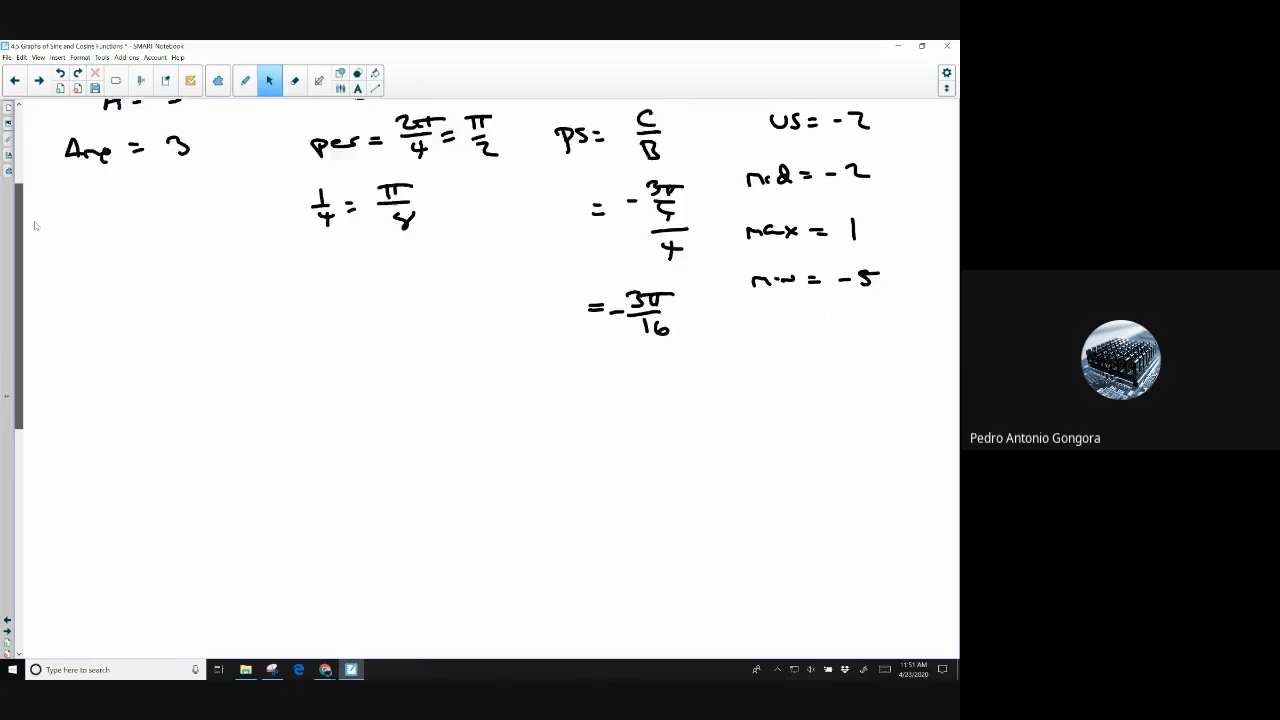 4.5 Graphs of Sine and Cosine Functions * - SMART Notebook
File Edit View Insert Format Tools Add-ons Account Help
Amp = 3
per = 2π/4 = π/2
1/4 = π/8
ps = C/B
= - 3π/4/4
= - 3π/16
vs = -2
mid = -2
max = 1
min = -5
Pedro Antonio Gongora
Type here to search
11:51 AM
4/23/2020